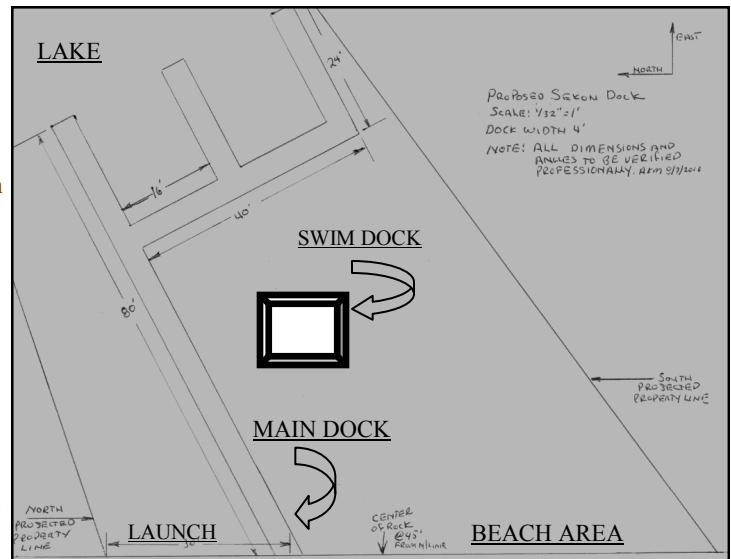 LAKE
EAST
NORTH
PROPOSED SEKON DOCK
SCALE: 1/32"=1'
DOCK WIDTH 4'
NOTE: ALL DIMENSIONS AND
ANGLES TO BE VERIFIED
PROFESSIONALLY.
24'
16'
40'
SWIM DOCK
80'
SOUTH
PROJECTED
PROPERTY LINE
MAIN DOCK
NORTH
PROJECTED
PROPERTY
LINE
LAUNCH
CENTER
OF ROCK
@45'
FROM N/LINE
BEACH AREA